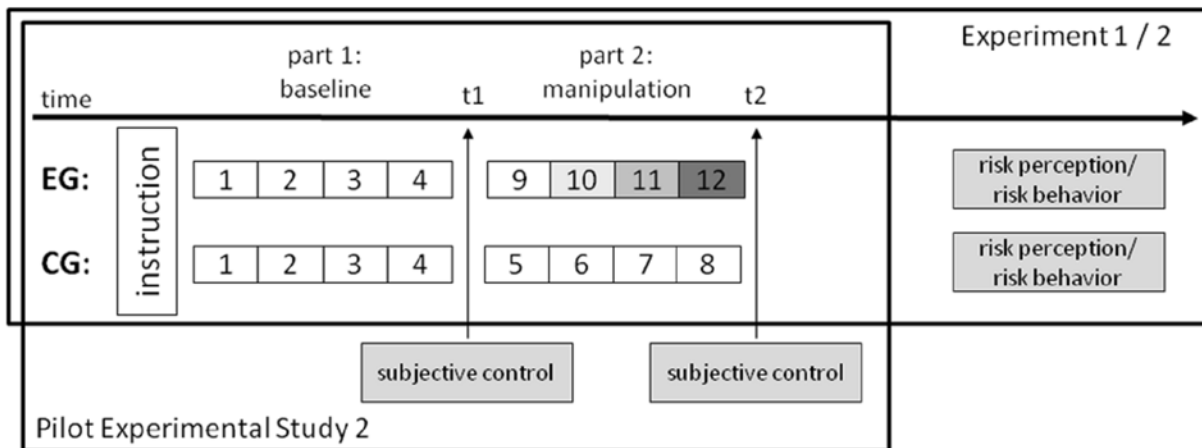 Experiment 1 / 2
part 1:
baseline
part 2:
manipulation
time
t1
t2
instruction
EG:
1 2 3 4
9 10 11 12
risk perception/
risk behavior
CG:
1 2 3 4
5 6 7 8
risk perception/
risk behavior
subjective control
subjective control
Pilot Experimental Study 2